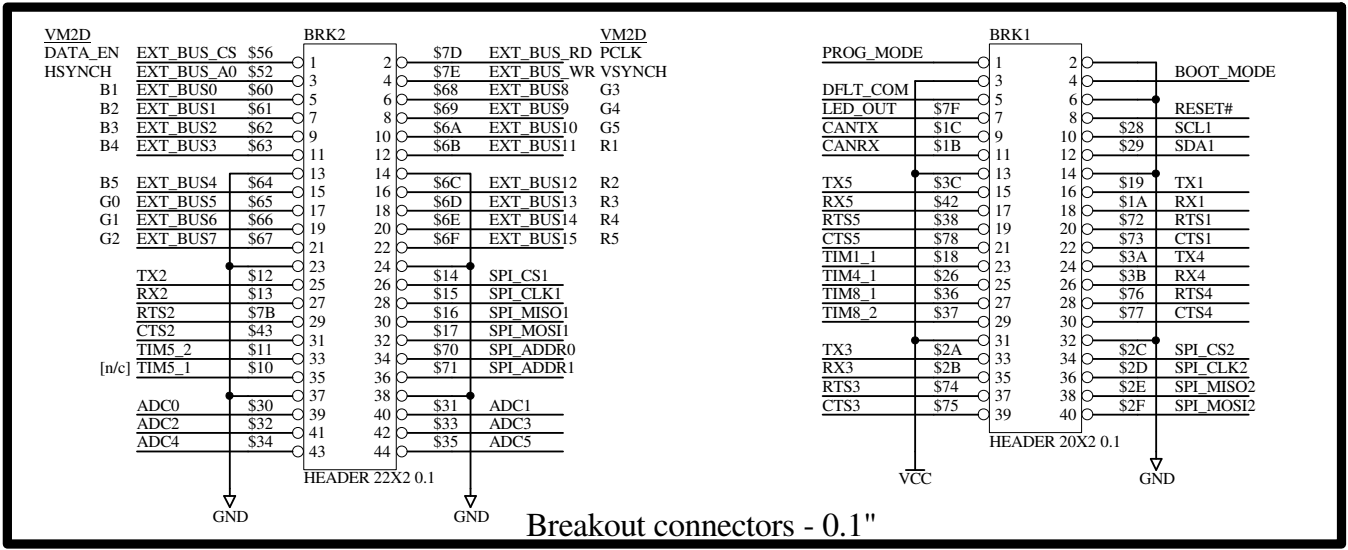 VM2D BRK2 VM2D
DATA_EN EXT_BUS_CS $56 1 2 $7D EXT_BUS_RD PCLK
HSYNCH EXT_BUS_A0 $52 3 4 $7E EXT_BUS_WR VSYNCH
B1 EXT_BUS0 $60 5 6 $68 EXT_BUS8 G3
B2 EXT_BUS1 $61 7 8 $69 EXT_BUS9 G4
B3 EXT_BUS2 $62 9 10 $6A EXT_BUS10 G5
B4 EXT_BUS3 $63 11 12 $6B EXT_BUS11 R1
13 14
B5 EXT_BUS4 $64 15 16 $6C EXT_BUS12 R2
G0 EXT_BUS5 $65 17 18 $6D EXT_BUS13 R3
G1 EXT_BUS6 $66 19 20 $6E EXT_BUS14 R4
G2 EXT_BUS7 $67 21 22 $6F EXT_BUS15 R5
23 24
TX2 $12 25 26 $14 SPI_CS1
RX2 $13 27 28 $15 SPI_CLK1
RTS2 $7B 29 30 $16 SPI_MISO1
CTS2 $43 31 32 $17 SPI_MOSI1
TIM5_2 $11 33 34 $70 SPI_ADDR0
[n/c] TIM5_1 $10 35 36 $71 SPI_ADDR1
37 38
ADC0 $30 39 40 $31 ADC1
ADC2 $32 41 42 $33 ADC3
ADC4 $34 43 44 $35 ADC5
HEADER 22X2 0.1
GND GND
BRK1
PROG_MODE 1 2
3 4 BOOT_MODE
DFLT_COM 5 6
LED_OUT $7F 7 8 RESET#
CANTX $1C 9 10 $28 SCL1
CANRX $1B 11 12 $29 SDA1
13 14
TX5 $3C 15 16 $19 TX1
RX5 $42 17 18 $1A RX1
RTS5 $38 19 20 $72 RTS1
CTS5 $78 21 22 $73 CTS1
TIM1_1 $18 23 24 $3A TX4
TIM4_1 $26 25 26 $3B RX4
TIM8_1 $36 27 28 $76 RTS4
TIM8_2 $37 29 30 $77 CTS4
31 32
TX3 $2A 33 34 $2C SPI_CS2
RX3 $2B 35 36 $2D SPI_CLK2
RTS3 $74 37 38 $2E SPI_MISO2
CTS3 $75 39 40 $2F SPI_MOSI2
HEADER 20X2 0.1
VCC GND
Breakout connectors - 0.1"